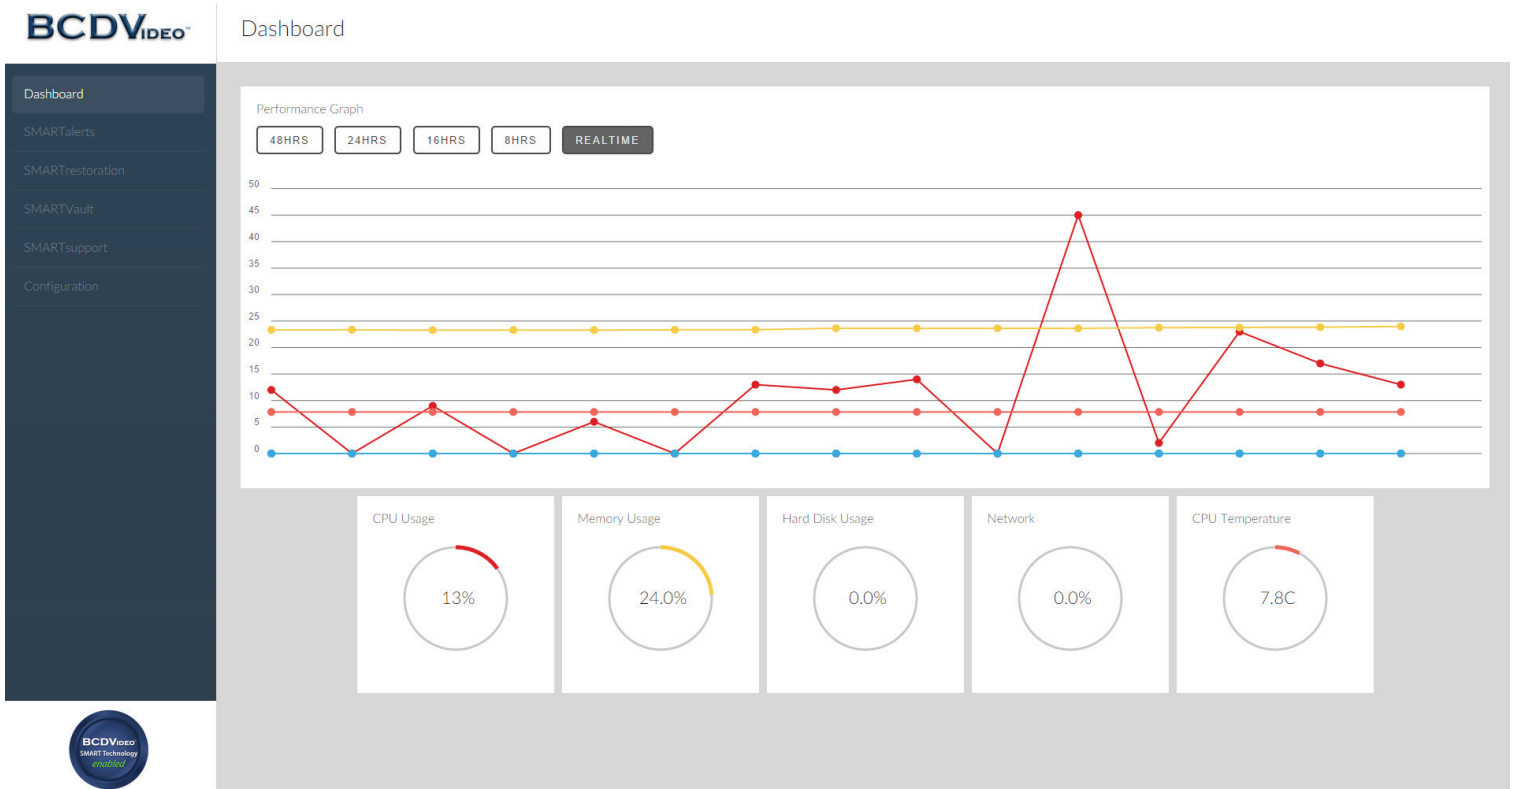 BCDVIDEO™
Dashboard
Dashboard
SMARTalerts
SMARTrestoration
SMARTVault
SMARTsupport
Configuration
Performance Graph
48HRS 24HRS 16HRS 8HRS REALTIME
50
45
40
35
30
25
20
15
10
5
0
CPU Usage
13%
Memory Usage
24.0%
Hard Disk Usage
0.0%
Network
0.0%
CPU Temperature
7.8C
BCDVIDEO
SMART Technology
enabled